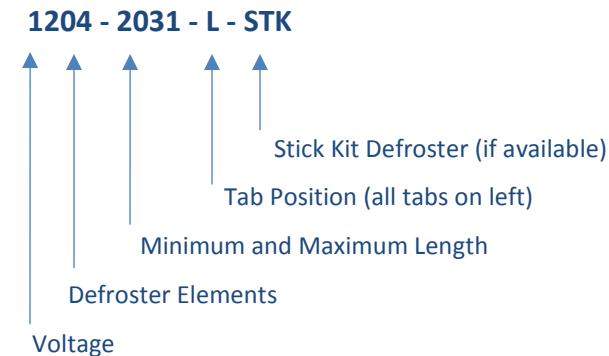 1204 - 2031 - L - STK
Stick Kit Defroster (if available)
Tab Position (all tabs on left)
Minimum and Maximum Length
Defroster Elements
Voltage